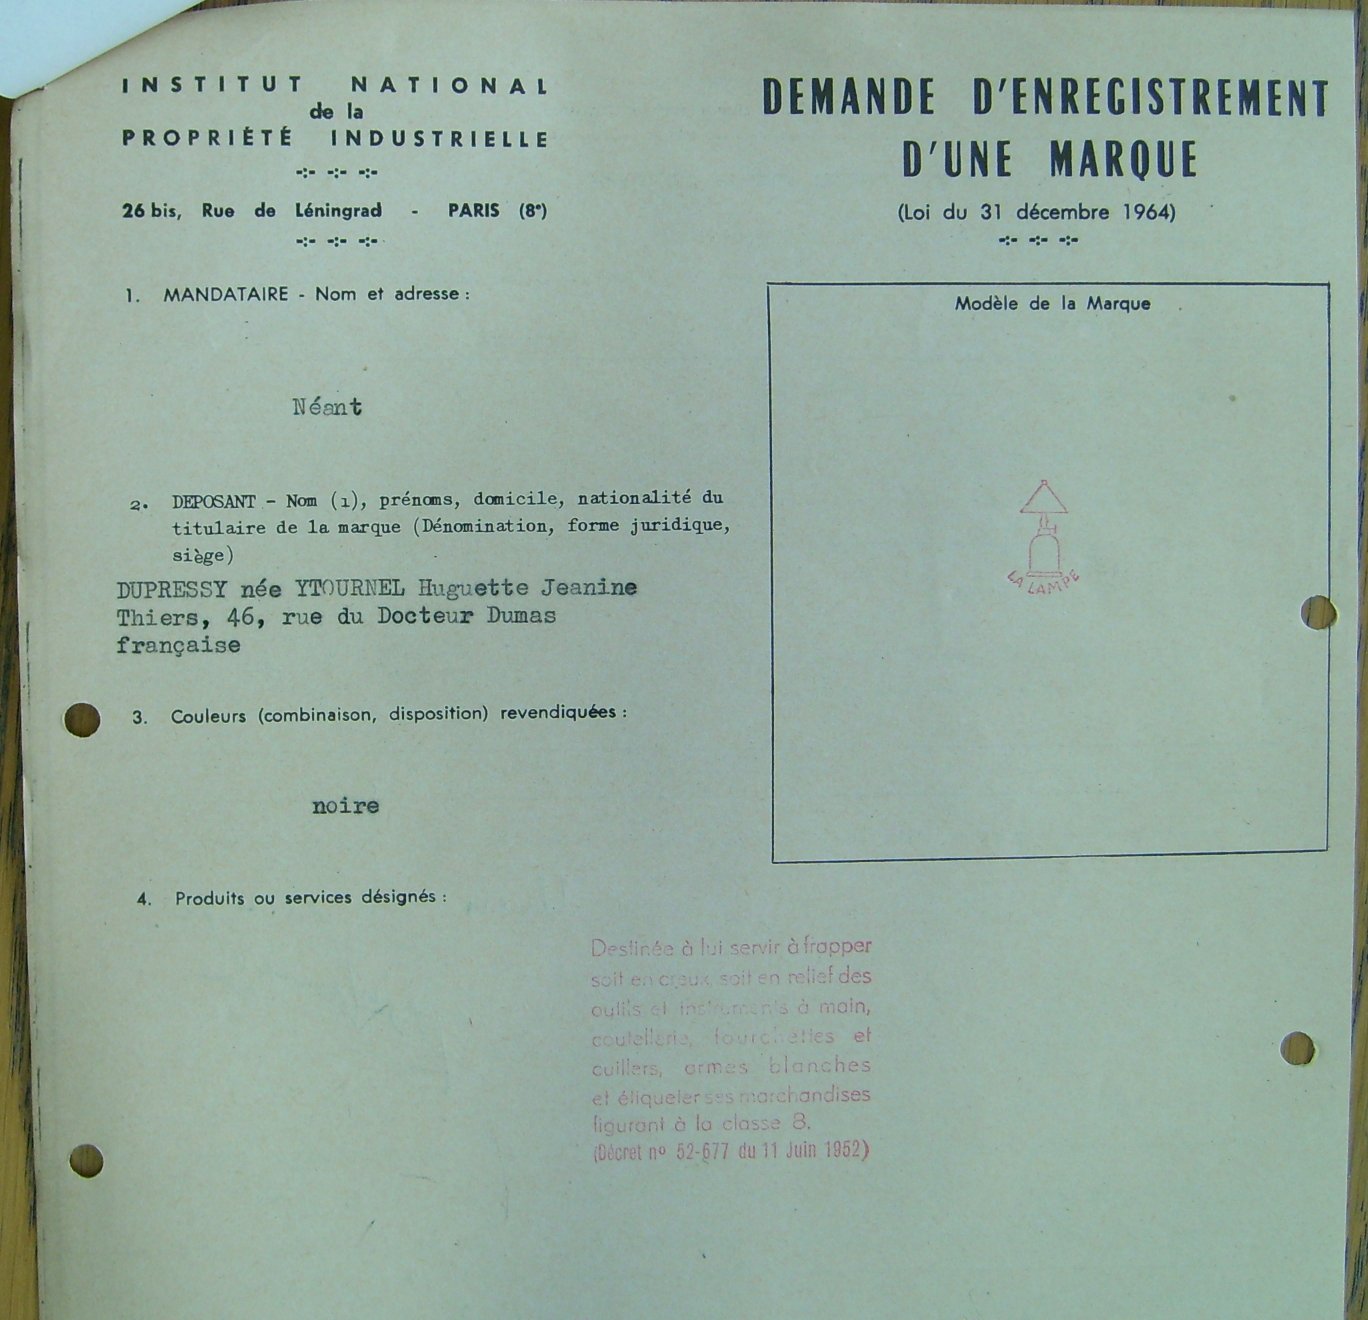 INSTITUT NATIONAL
de la
PROPRIÉTÉ INDUSTRIELLE
26 bis, Rue de Léningrad - PARIS (8e)
DEMANDE D'ENREGISTREMENT
D'UNE MARQUE
(Loi du 31 décembre 1964)
1. MANDATAIRE - Nom et adresse :
Néant
2. DEPOSANT - Nom (1), prénoms, domicile, nationalité du
titulaire de la marque (Dénomination, forme juridique,
siège)
DUPRESSY née YTOURNEL Huguette Jeanine
Thiers, 46, rue du Docteur Dumas
française
3. Couleurs (combinaison, disposition) revendiquées :
noire
Modèle de la Marque
LA LAMPE
4. Produits ou services désignés :
Destinée à lui servir à frapper
soit en creux, soit en relief des
outils et instruments à main,
coutellerie, fourchettes et
cuillers, armes blanches
et étiqueter ses marchandises
figurant à la classe 8.
(Décret nº 52-677 du 11 Juin 1952)